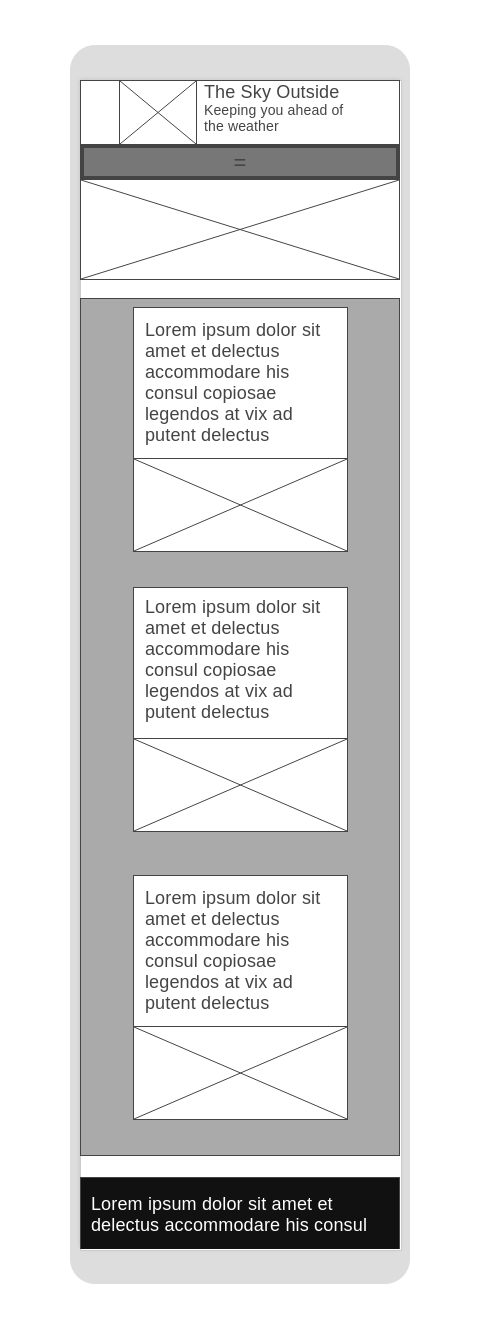 The Sky Outside
Keeping you ahead of
the weather
=
Lorem ipsum dolor sit
amet et delectus
accommodare his
consul copiosae
legendos at vix ad
putent delectus
Lorem ipsum dolor sit
amet et delectus
accommodare his
consul copiosae
legendos at vix ad
putent delectus
Lorem ipsum dolor sit
amet et delectus
accommodare his
consul copiosae
legendos at vix ad
putent delectus
Lorem ipsum dolor sit amet et
delectus accommodare his consul